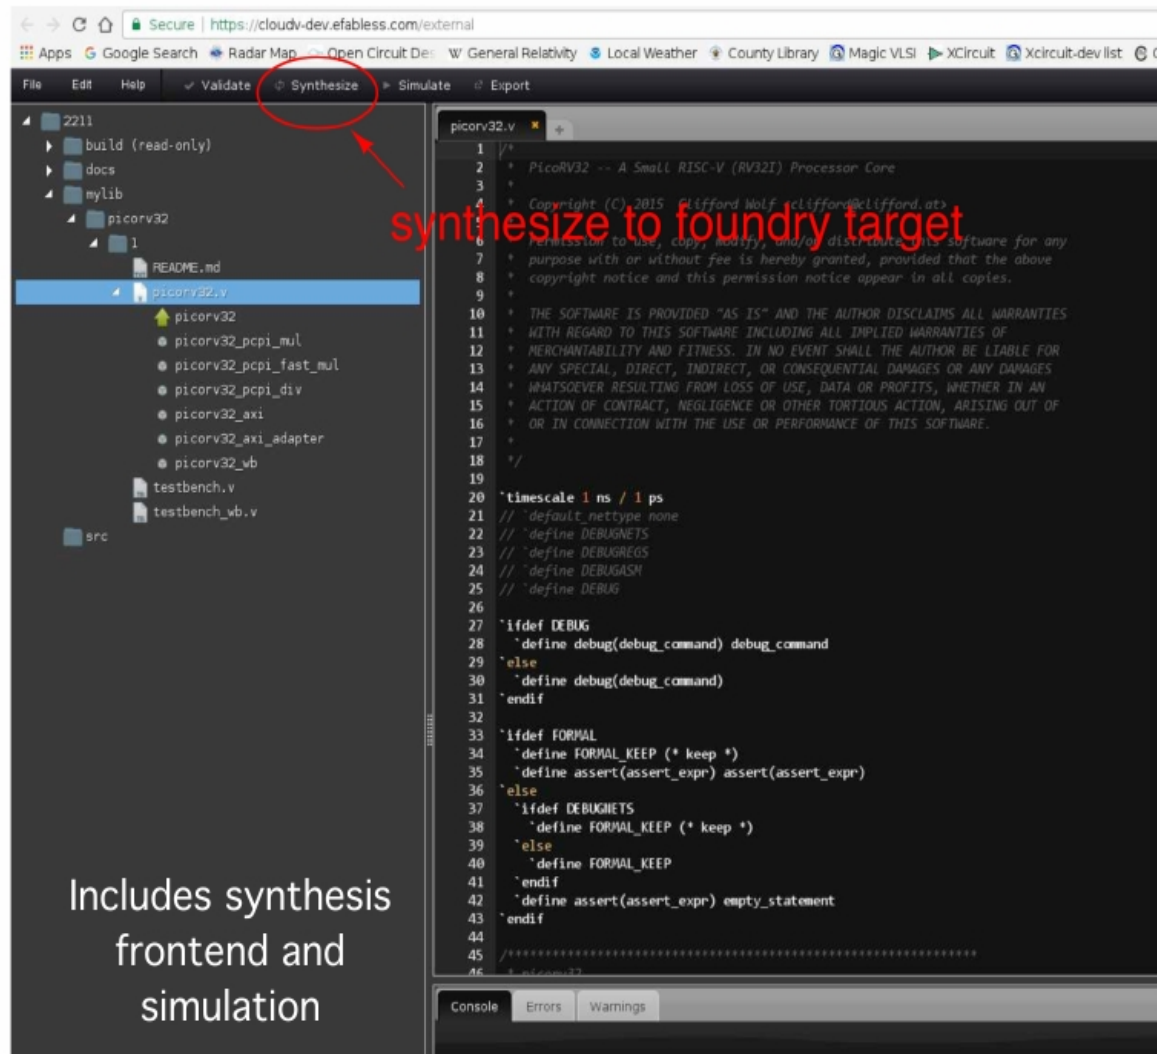 Secure | https://cloudv-dev.efabless.com/external
Apps Google Search Radar Map Open Circuit De General Relativity Local Weather County Library Magic VLSI XCircuit Xcircuit-dev list
File Edit Help Validate Synthesize Simulate Export
2211
build (read-only)
docs
mylib
picorv32
1
README.md
picorv32.v
picorv32
picorv32_pcpi_mul
picorv32_pcpi_fast_mul
picorv32_pcpi_div
picorv32_axi
picorv32_axi_adapter
picorv32_wb
testbench.v
testbench_wb.v
src
synthesize to foundry target
Includes synthesis
frontend and
simulation
picorv32.v
1 /*
2 * PicoRV32 -- A Small RISC-V (RV32I) Processor Core
3 *
4 * Copyright (C) 2015 Clifford Wolf <clifford@clifford.at>
5
6 * Permission to use, copy, modify, and/or distribute this software for any
7 * purpose with or without fee is hereby granted, provided that the above
8 * copyright notice and this permission notice appear in all copies.
9 *
10 * THE SOFTWARE IS PROVIDED "AS IS" AND THE AUTHOR DISCLAIMS ALL WARRANTIES
11 * WITH REGARD TO THIS SOFTWARE INCLUDING ALL IMPLIED WARRANTIES OF
12 * MERCHANTABILITY AND FITNESS. IN NO EVENT SHALL THE AUTHOR BE LIABLE FOR
13 * ANY SPECIAL, DIRECT, INDIRECT, OR CONSEQUENTIAL DAMAGES OR ANY DAMAGES
14 * WHATSOEVER RESULTING FROM LOSS OF USE, DATA OR PROFITS, WHETHER IN AN
15 * ACTION OF CONTRACT, NEGLIGENCE OR OTHER TORTIOUS ACTION, ARISING OUT OF
16 * OR IN CONNECTION WITH THE USE OR PERFORMANCE OF THIS SOFTWARE.
17 *
18 */
19
20 `timescale 1 ns / 1 ps
21 // `default_nettype none
22 // `define DEBUGNETS
23 // `define DEBUGREGS
24 // `define DEBUGASM
25 // `define DEBUG
26
27 `ifdef DEBUG
28 `define debug(debug_command) debug_command
29 `else
30 `define debug(debug_command)
31 `endif
32
33 `ifdef FORMAL
34 `define FORMAL_KEEP (* keep *)
35 `define assert(assert_expr) assert(assert_expr)
36 `else
37 `ifdef DEBUGNETS
38 `define FORMAL_KEEP (* keep *)
39 `else
40 `define FORMAL_KEEP
41 `endif
42 `define assert(assert_expr) empty_statement
43 `endif
44
45 /***************************************************************
46 * picorv32
Console Errors Warnings